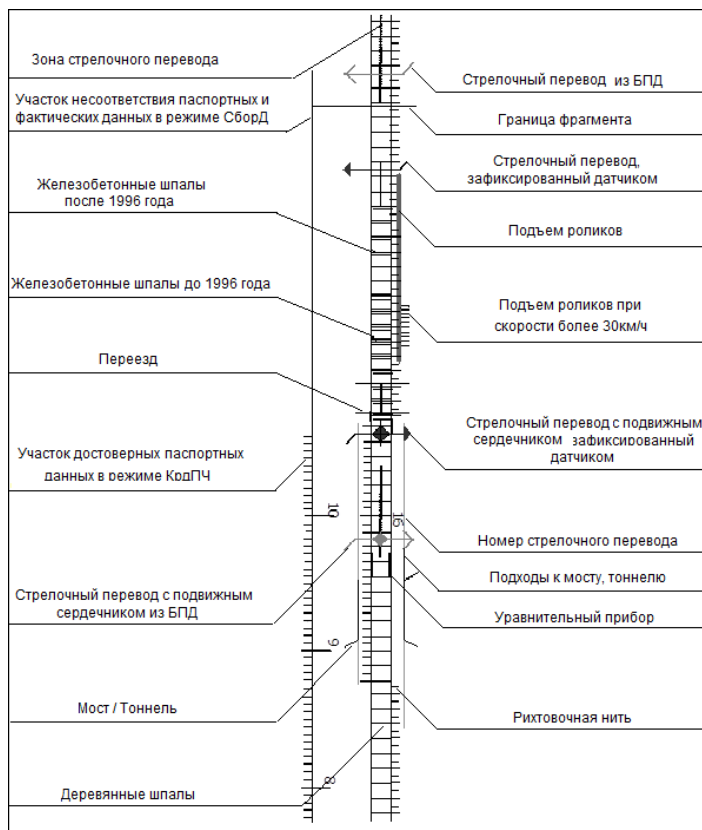 Зона стрелочного перевода
Участок несоответствия паспортных и
фактических данных в режиме СборД
Железобетонные шпалы
после 1996 года
Железобетонные шпалы до 1996 года
Переезд
Участок достоверных паспортных
данных в режиме КрдПЧ
Стрелочный перевод с подвижным
сердечником из БПД
Мост / Тоннель
Деревянные шпалы
10
9
8
16
Стрелочный перевод из БПД
Граница фрагмента
Стрелочный перевод,
зафиксированный датчиком
Подъем роликов
Подъем роликов при
скорости более 30км/ч
Стрелочный перевод с подвижным
сердечником зафиксированный
датчиком
Номер стрелочного перевода
Подходы к мосту, тоннелю
Уравнительный прибор
Рихтовочная нить